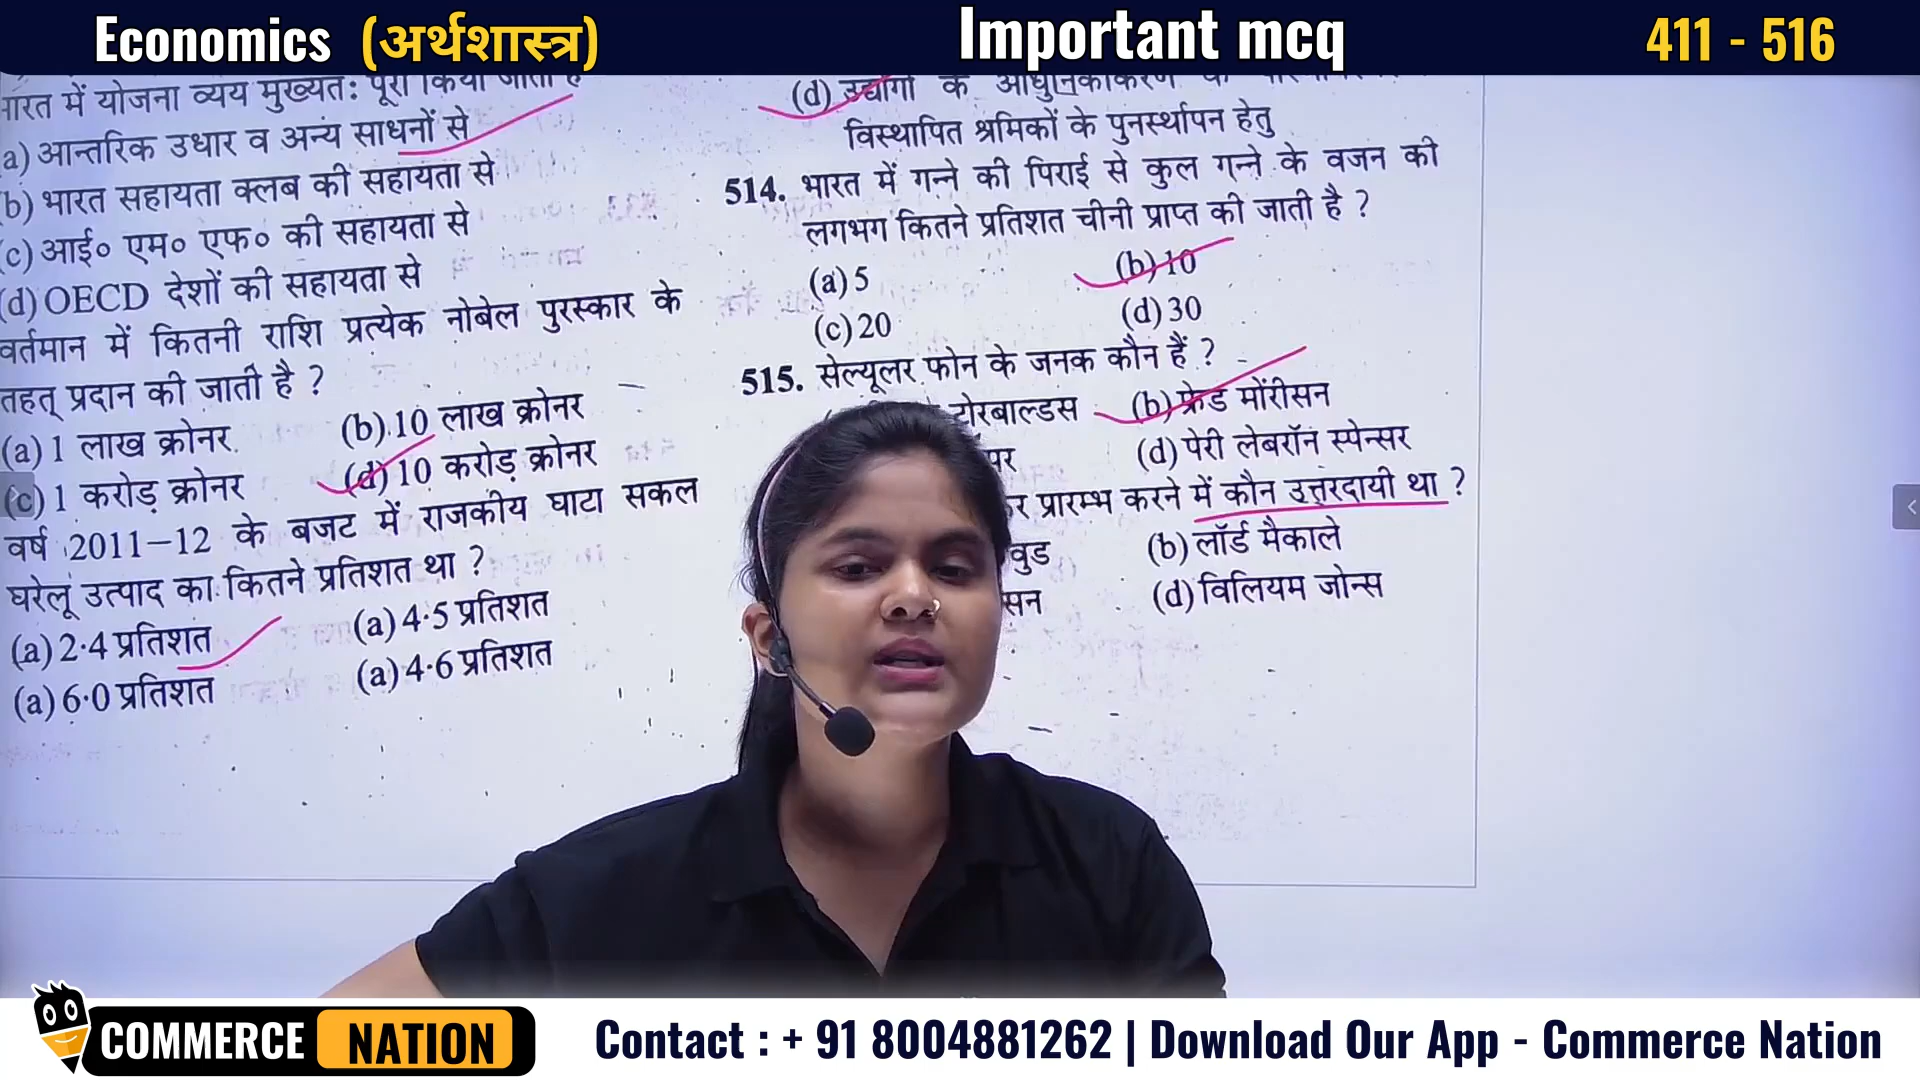 Economics (अर्थशास्त्र)
Important mcq
411 - 516
भारत में योजना व्यय मुख्यतः पूरा किया जाता है
(a) आन्तरिक उधार व अन्य साधनों से
(b) भारत सहायता क्लब की सहायता से
(c) आई० एम० एफ० की सहायता से
(d) OECD देशों की सहायता से
वर्तमान में कितनी राशि प्रत्येक नोबेल पुरस्कार के
तहत् प्रदान की जाती है ?
(a) 1 लाख क्रोनर (b) 10 लाख क्रोनर
(c) 1 करोड़ क्रोनर (d) 10 करोड़ क्रोनर
वर्ष 2011–12 के बजट में राजकीय घाटा सकल
घरेलू उत्पाद का कितने प्रतिशत था ?
(a) 2·4 प्रतिशत (a) 4·5 प्रतिशत
(a) 6·0 प्रतिशत (a) 4·6 प्रतिशत
(d) उद्योगों के आधुनिकीकरण के
विस्थापित श्रमिकों के पुनर्स्थापन हेतु
514. भारत में गन्ने की पिराई से कुल गन्ने के वजन की
लगभग कितने प्रतिशत चीनी प्राप्त की जाती है ?
(a) 5 (b) 10
(c) 20 (d) 30
515. सेल्यूलर फोन के जनक कौन हैं ?
टोरबाल्डस (b) फ्रेड मोंरीसन
पर (d) पेरी लेबरॉन स्पेन्सर
र प्रारम्भ करने में कौन उत्तरदायी था ?
वुड (b) लॉर्ड मैकाले
सन (d) विलियम जोन्स
COMMERCE NATION
Contact : + 91 8004881262 | Download Our App - Commerce Nation